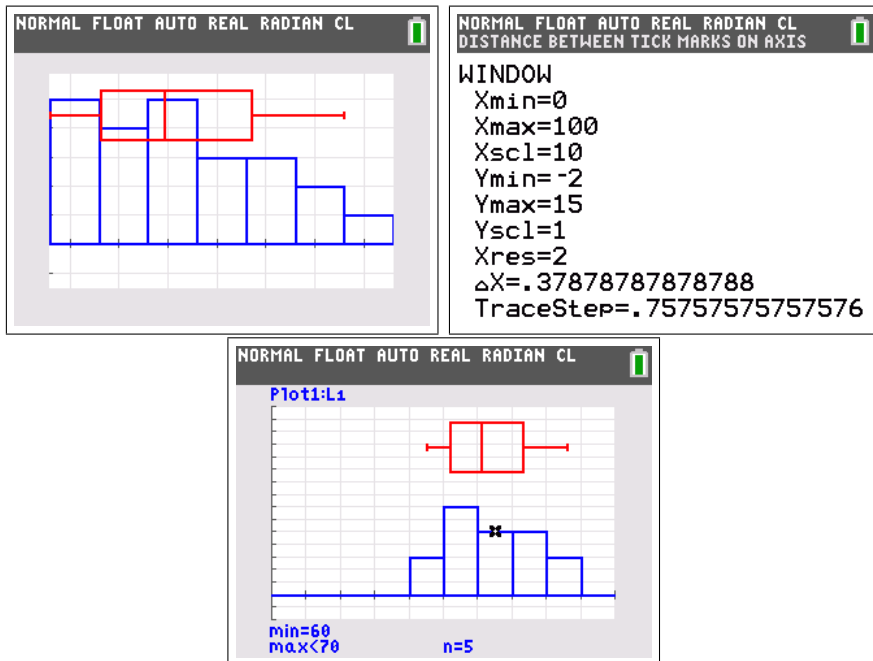 NORMAL FLOAT AUTO REAL RADIAN CL
NORMAL FLOAT AUTO REAL RADIAN CL
DISTANCE BETWEEN TICK MARKS ON AXIS
WINDOW
Xmin=0
Xmax=100
Xscl=10
Ymin=-2
Ymax=15
Yscl=1
Xres=2
△X=.37878787878788
TraceStep=.75757575757576
NORMAL FLOAT AUTO REAL RADIAN CL
Plot1:L1
min=60
max<70 n=5